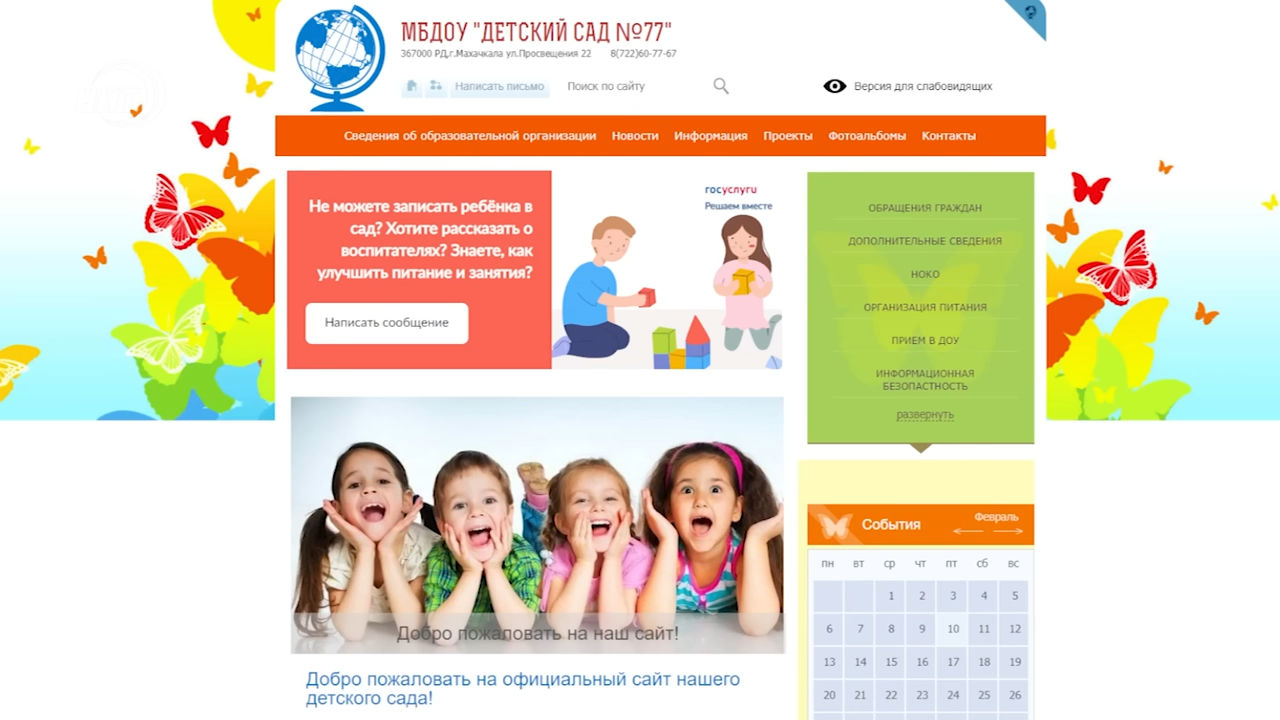 МБДОУ "ДЕТСКИЙ САД №77"
367000 РД,г.Махачкала ул.Просвещения 22 8(722)60-77-67
Написать письмо Поиск по сайту Версия для слабовидящих
Сведения об образовательной организации Новости Информация Проекты Фотоальбомы Контакты
Не можете записать ребёнка в
сад? Хотите рассказать о
воспитателях? Знаете, как
улучшить питание и занятия?
Написать сообщение
госуслуги
Решаем вместе
ОБРАЩЕНИЯ ГРАЖДАН
ДОПОЛНИТЕЛЬНЫЕ СВЕДЕНИЯ
НОКО
ОРГАНИЗАЦИЯ ПИТАНИЯ
ПРИЕМ В ДОУ
ИНФОРМАЦИОННАЯ
БЕЗОПАСТНОСТЬ
развернуть
Добро пожаловать на наш сайт!
Добро пожаловать на официальный сайт нашего
детского сада!
События Февраль
пн вт ср чт пт сб вс
1 2 3 4 5
6 7 8 9 10 11 12
13 14 15 16 17 18 19
20 21 22 23 24 25 26